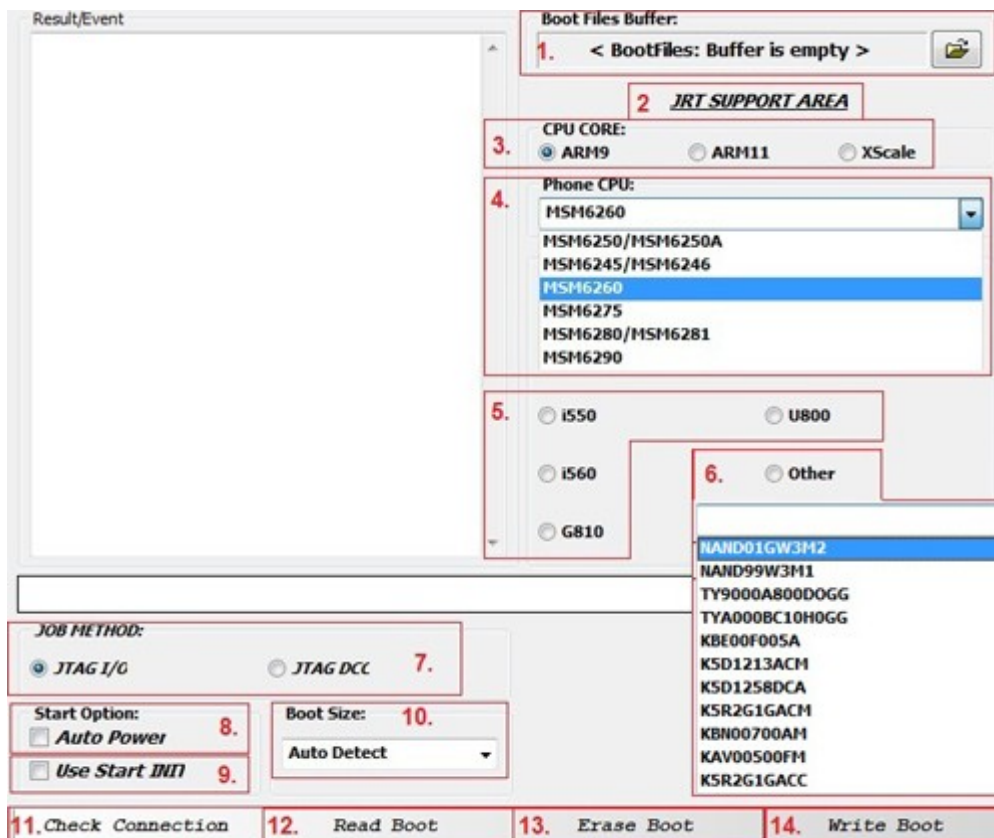 Result/Event
Boot Files Buffer:
1. < BootFiles: Buffer is empty >
2 JRT SUPPORT AREA
CPU CORE:
3. ARM9 ARM11 XScale
Phone CPU:
4. MSM6260
MSM6250/MSM6250A
MSM6245/MSM6246
MSM6260
MSM6275
MSM6280/MSM6281
MSM6290
5. i550 U800
i560 6. Other
G810
NAND01GW3M2
NAND99W3M1
TY9000A800DOGG
TYA000BC10H0GG
KBE00F005A
K5D1213ACM
K5D1258DCA
K5R2G1GACM
KBN00700AM
KAV00500FM
K5R2G1GACC
JOB METHOD:
JTAG I/O JTAG DCC 7.
Start Option:
Auto Power 8.
Use Start INIT 9.
Boot Size: 10.
Auto Detect
11. Check Connection 12. Read Boot 13. Erase Boot 14. Write Boot